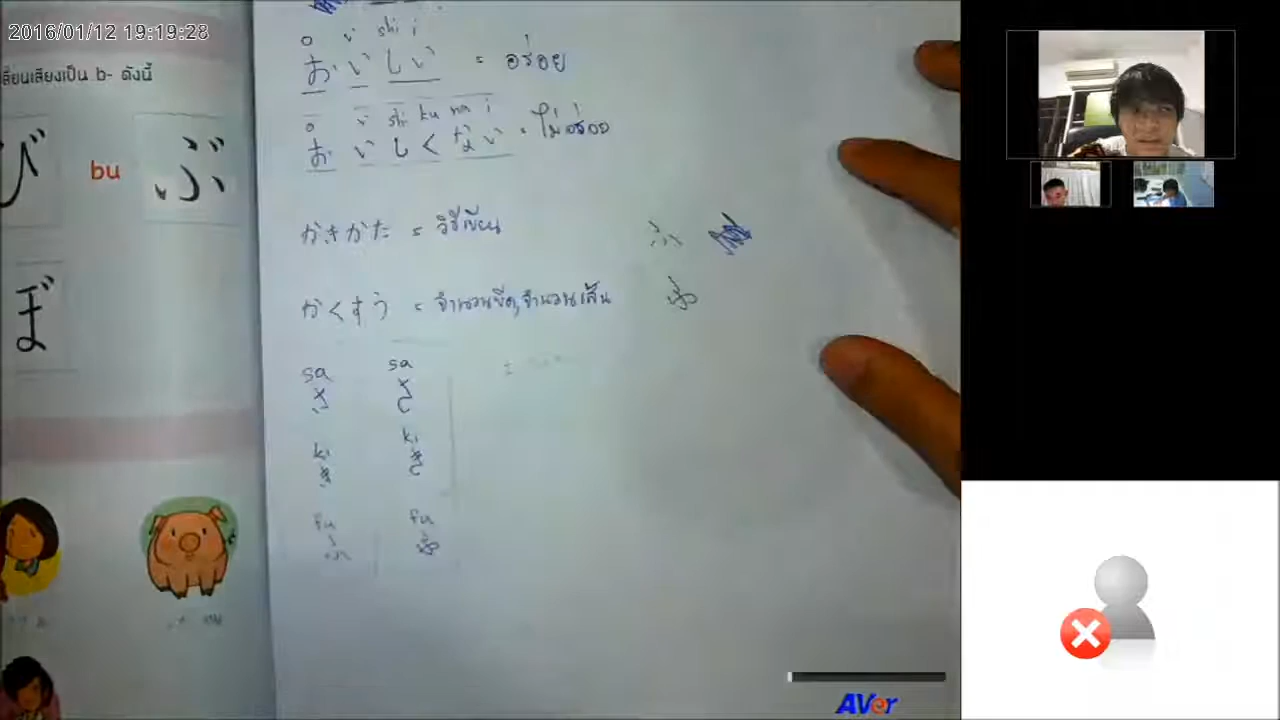 2016/01/12 19:19:28
ลี่ยนเสียงเป็น b- ดังนี้
び bu ぶ
ぼ
o i shi i
おいしい = อร่อย
o i shi ku na i
おいしくない = ไม่อร่อย
かきかた = วิธีเขียน
ふ
かくすう = จำนวนขีด,จำนวนเส้น
ふ
sa sa
さ さ
ki ki
き き
fu fu
ふ ふ
AVer